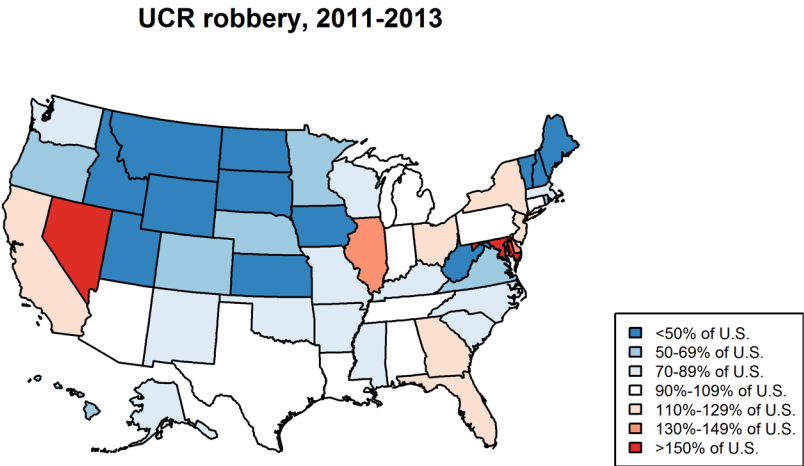 UCR robbery, 2011-2013
<50% of U.S.
50-69% of U.S.
70-89% of U.S.
90%-109% of U.S.
110%-129% of U.S.
130%-149% of U.S.
>150% of U.S.